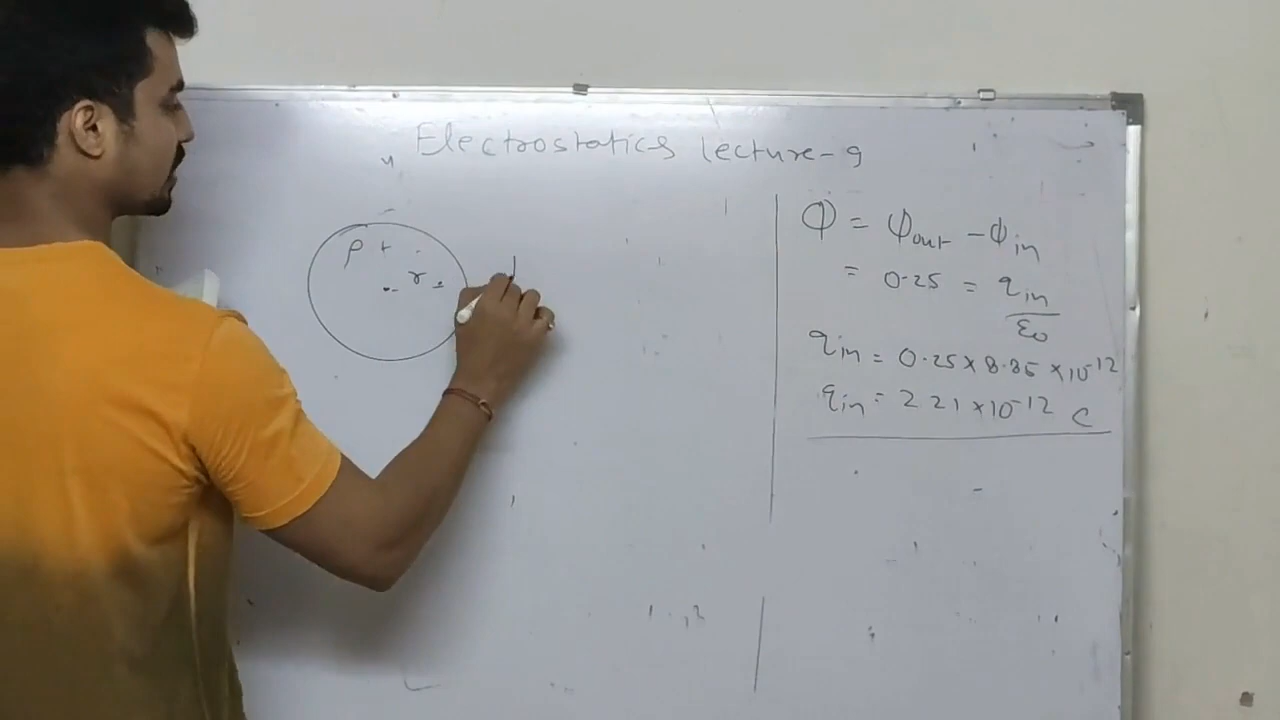 Electrostatics lecture-9
ρ +
r
Φ = φout - φin
= 0.25 = qin/ε0
qin = 0.25 × 8.85 × 10^-12
qin = 2.21 × 10^-12 C